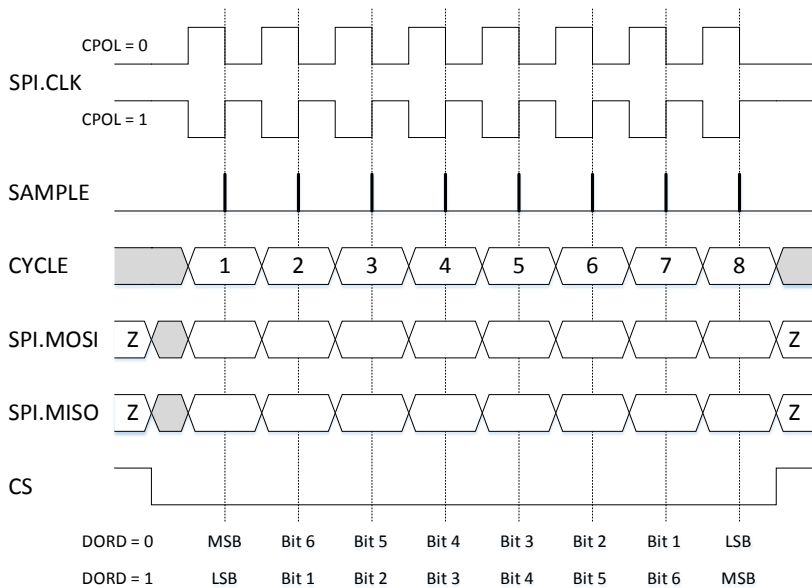 CPOL = 0
SPI.CLK
CPOL = 1
SAMPLE
CYCLE 1 2 3 4 5 6 7 8
SPI.MOSI Z Z
SPI.MISO Z Z
CS
DORD = 0 MSB Bit 6 Bit 5 Bit 4 Bit 3 Bit 2 Bit 1 LSB
DORD = 1 LSB Bit 1 Bit 2 Bit 3 Bit 4 Bit 5 Bit 6 MSB